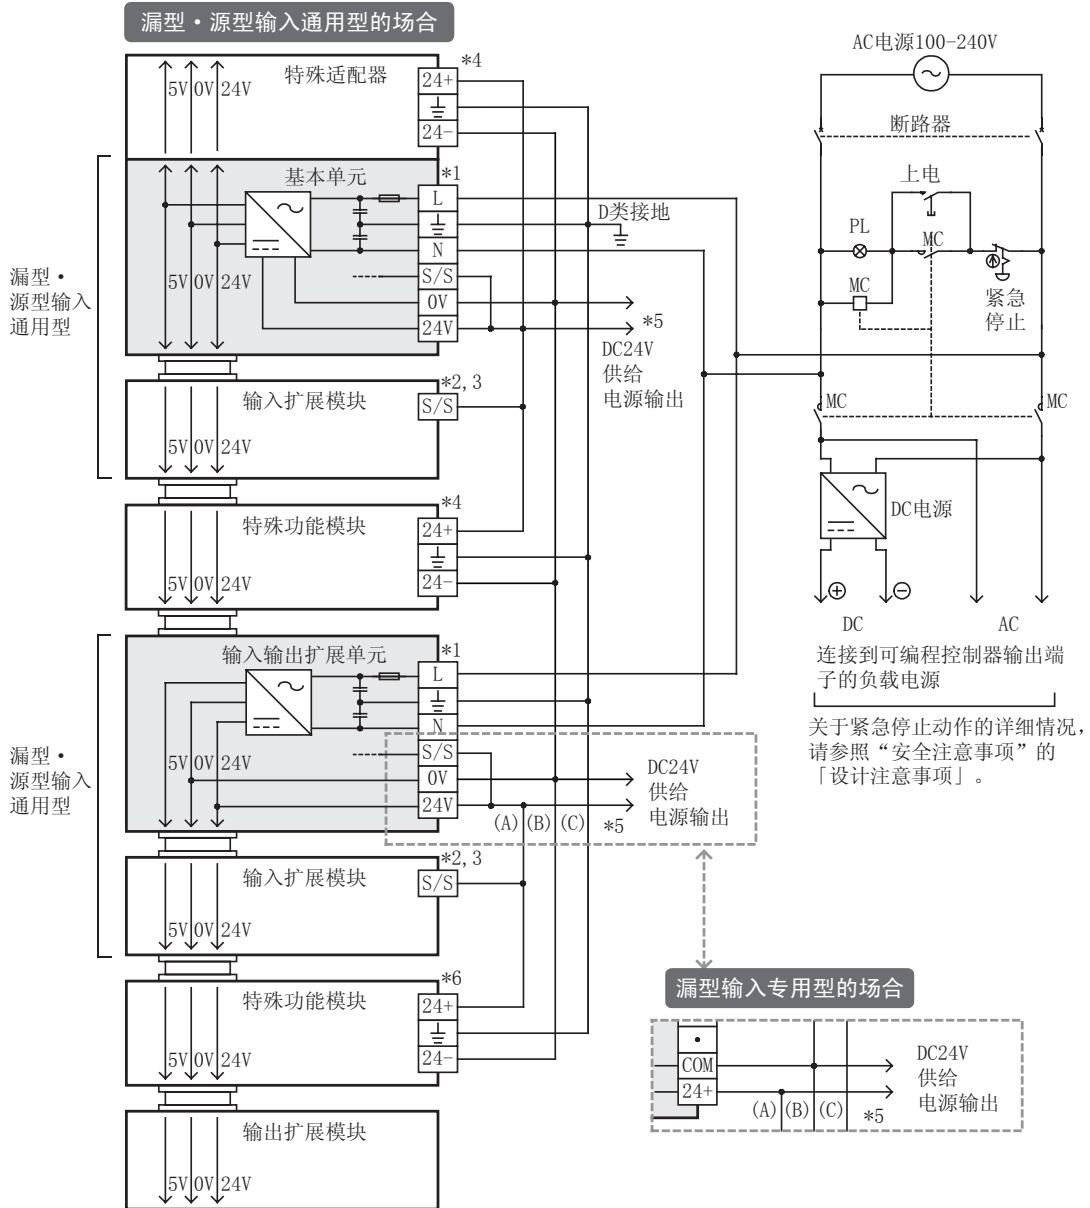 漏型・源型输入通用型的场合
特殊适配器
*4
5V 0V 24V
24+
24-
漏型・
源型输入
通用型
基本单元
*1
L
N
S/S
0V
24V
5V 0V 24V
D类接地
*5
DC24V
供给
电源输出
输入扩展模块
*2,3
S/S
5V 0V 24V
特殊功能模块
*4
24+
24-
5V 0V 24V
漏型・
源型输入
通用型
输入输出扩展单元
*1
L
N
S/S
0V
24V
5V 0V 24V
(A) (B) (C)
*5
DC24V
供给
电源输出
输入扩展模块
*2,3
S/S
5V 0V 24V
特殊功能模块
*6
24+
24-
5V 0V 24V
输出扩展模块
5V 0V 24V
AC电源100-240V
断路器
上电
PL
MC
MC
紧急
停止
MC
MC
DC电源
⊕
⊖
DC
AC
连接到可编程控制器输出端
子的负载电源
关于紧急停止动作的详细情况，
请参照“安全注意事项”的
「设计注意事项」。
漏型输入专用型的场合
•
COM
24+
(A) (B) (C)
*5
DC24V
供给
电源输出